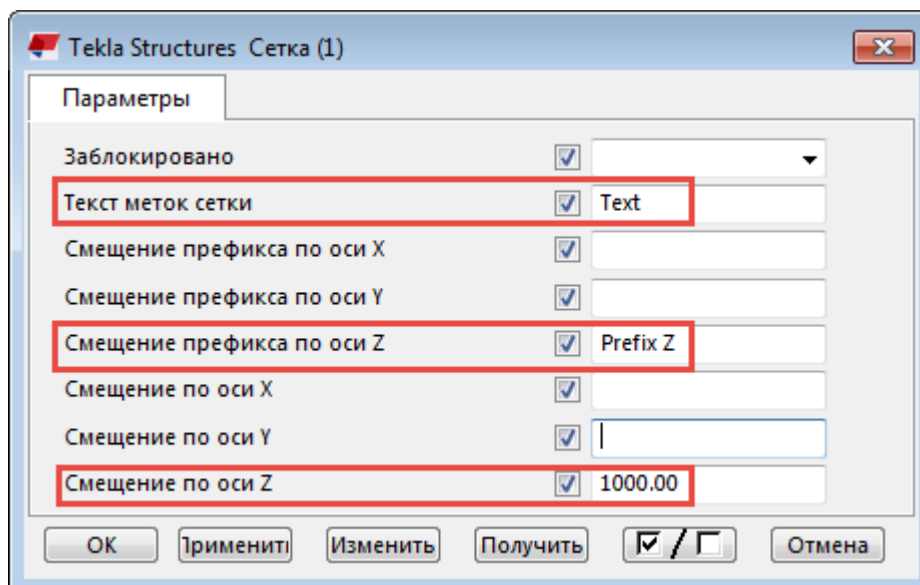 Tekla Structures Сетка (1)
Параметры
Заблокировано
Текст меток сетки Text
Смещение префикса по оси X
Смещение префикса по оси Y
Смещение префикса по оси Z Prefix Z
Смещение по оси X
Смещение по оси Y
Смещение по оси Z 1000.00
OK Применить Изменить Получить / Отмена